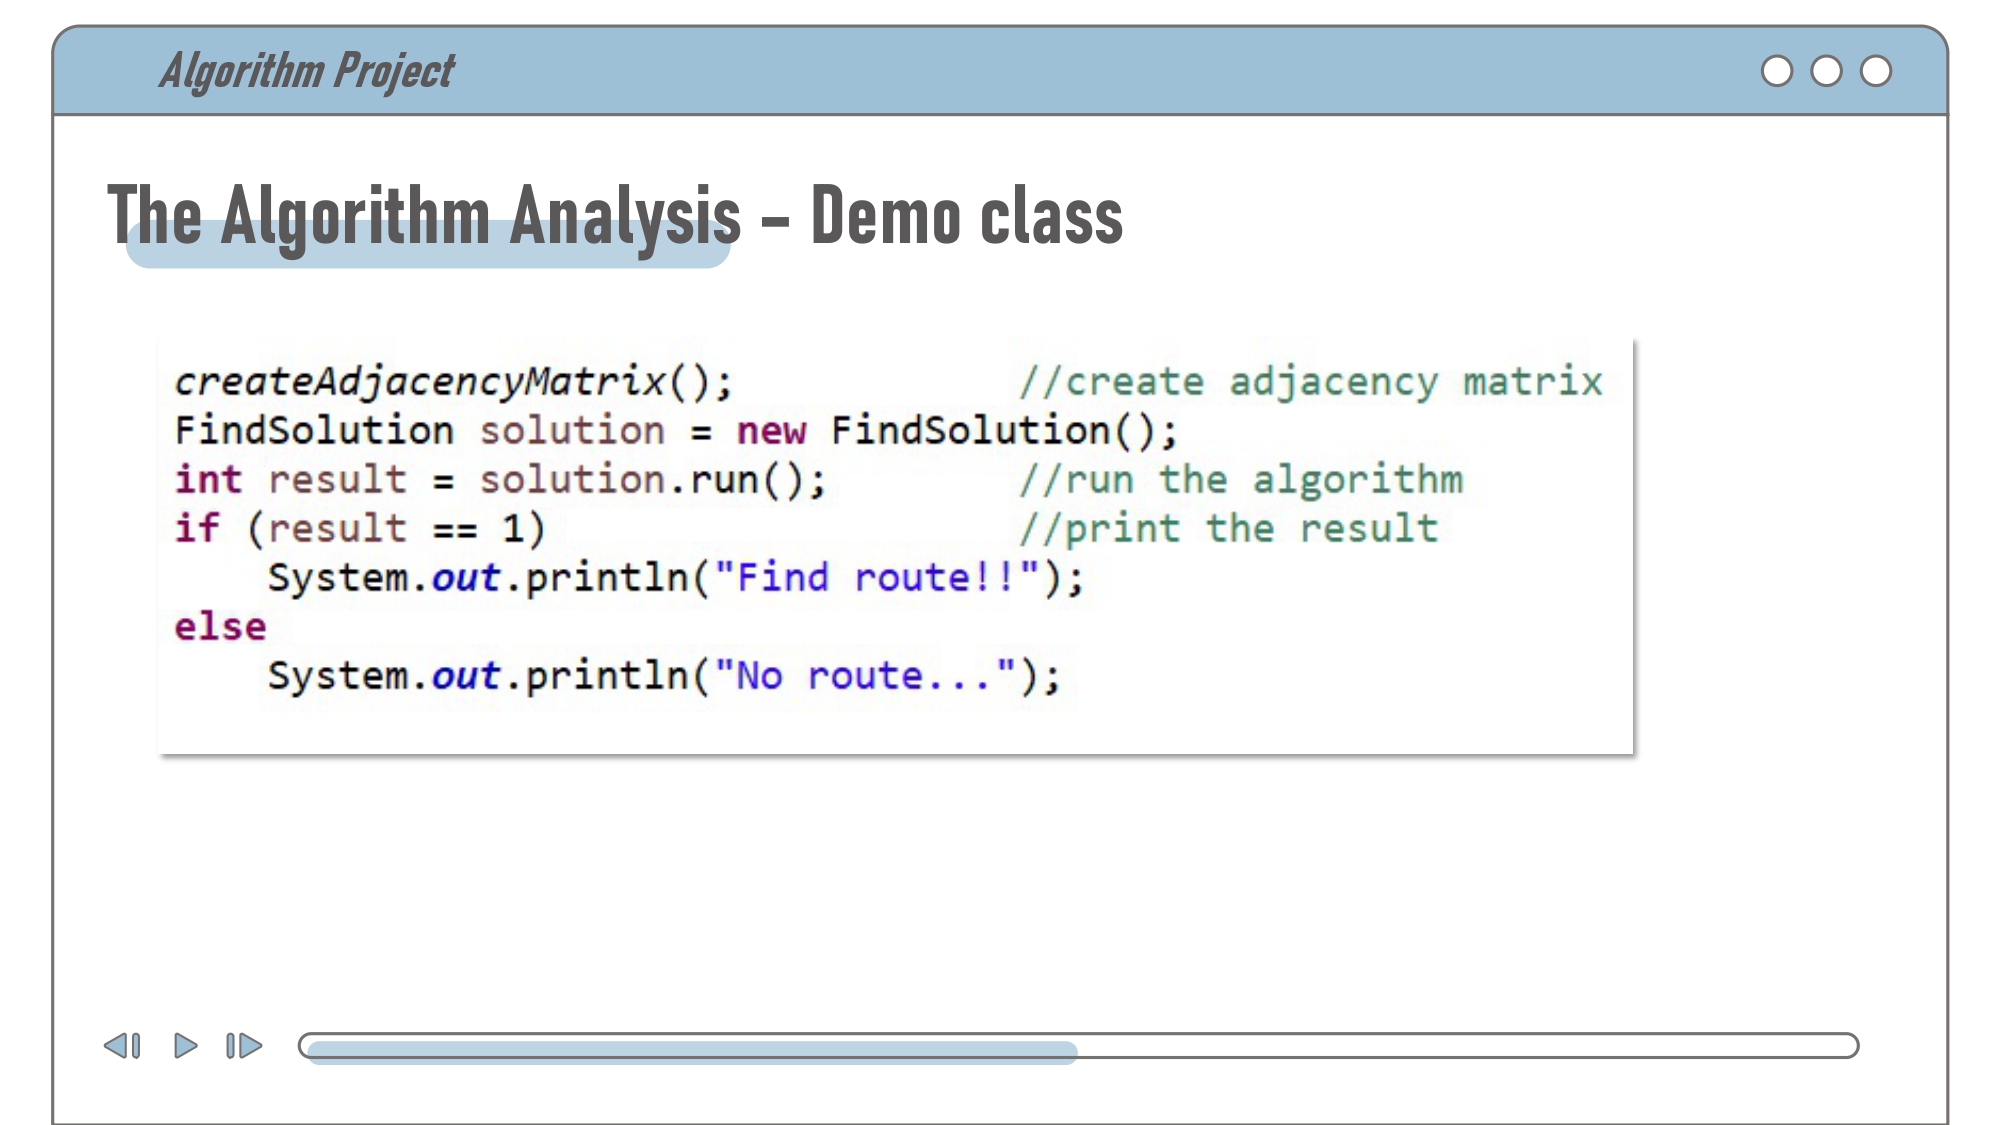 Algorithm Project
The Algorithm Analysis – Demo class
createAdjacencyMatrix(); //create adjacency matrix
FindSolution solution = new FindSolution();
int result = solution.run(); //run the algorithm
if (result == 1) //print the result
System.out.println("Find route!!");
else
System.out.println("No route...");